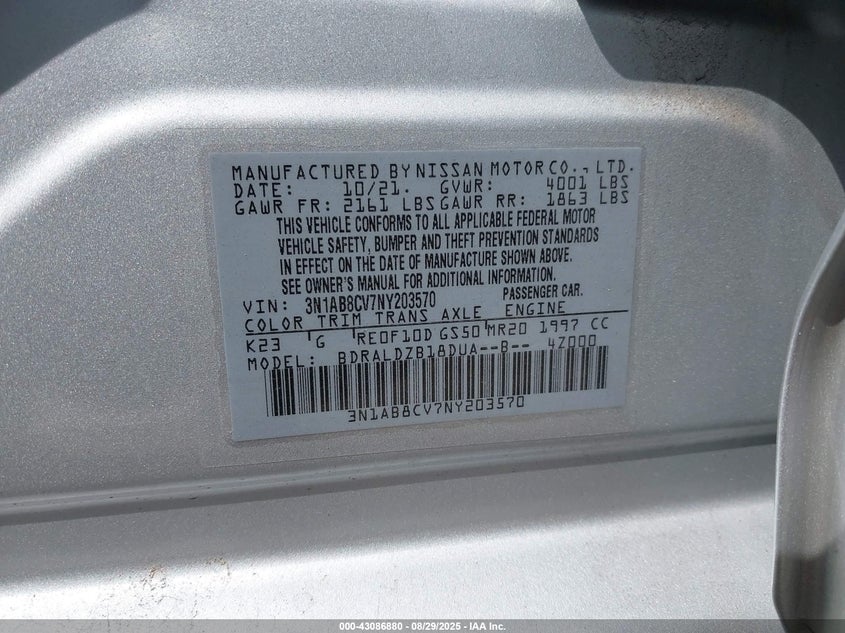 MANUFACTURED BY NISSAN MOTOR CO., LTD.
DATE: 10/21. GVWR: 4001 LBS
GAWR FR: 2161 LBS GAWR RR: 1863 LBS
THIS VEHICLE CONFORMS TO ALL APPLICABLE FEDERAL MOTOR
VEHICLE SAFETY, BUMPER AND THEFT PREVENTION STANDARDS
IN EFFECT ON THE DATE OF MANUFACTURE SHOWN ABOVE.
SEE OWNER'S MANUAL FOR ADDITIONAL INFORMATION.
VIN: 3N1AB8CV7NY203570 PASSENGER CAR.
COLOR TRIM TRANS AXLE ENGINE
K23 G RE0F10D GS50 MR20 1997 CC
MODEL: BDRALDZB18DUA--B-- 4Z000
3N1AB8CV7NY203570
000-43086880 - 08/29/2025 - IAA Inc.